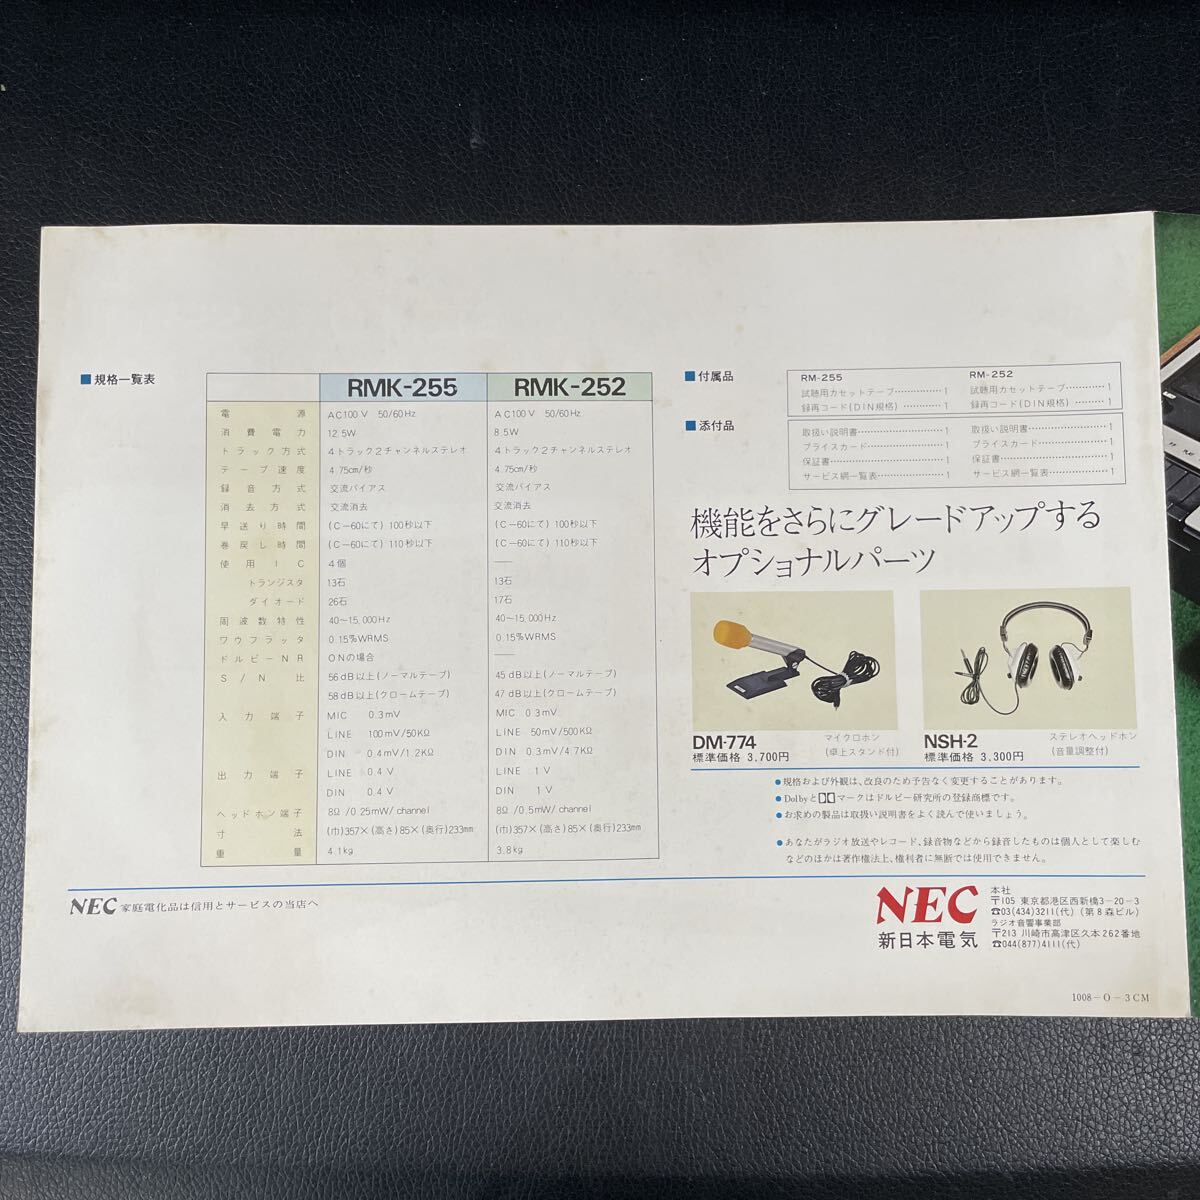 ■規格一覧表
RMK-255 RMK-252
電源 AC100V 50/60Hz AC100V 50/60Hz
消費電力 12.5W 8.5W
トラック方式 4トラック2チャンネルステレオ 4トラック2チャンネルステレオ
テープ速度 4.75cm/秒 4.75cm/秒
録音方式 交流バイアス 交流バイアス
消去方式 交流消去 交流消去
早送り時間 (C-60にて)100秒以下 (C-60にて)100秒以下
巻戻し時間 (C-60にて)110秒以下 (C-60にて)110秒以下
使用IC 4個 ——
トランジスタ 13石 13石
ダイオード 26石 17石
周波数特性 40~15,000Hz 40~15,000Hz
ワウフラッタ 0.15%WRMS 0.15%WRMS
ドルビーNR ONの場合 ——
S/N比 56dB以上(ノーマルテープ) 45dB以上(ノーマルテープ)
58dB以上(クロームテープ) 47dB以上(クロームテープ)
入力端子 MIC 0.3mV MIC 0.3mV
LINE 100mV/50KΩ LINE 50mV/500KΩ
DIN 0.4mV/1.2KΩ DIN 0.3mV/4.7KΩ
出力端子 LINE 0.4V LINE 1V
DIN 0.4V DIN 1V
ヘッドホン端子 8Ω/0.25mW/channel 8Ω/0.5mW/channel
寸法 (巾)357×(高さ)85×(奥行)233mm (巾)357×(高さ)85×(奥行)233mm
重量 4.1kg 3.8kg
■付属品
RM-255 RM-252
試聴用カセットテープ……………1 試聴用カセットテープ…………1
録再コード(DIN規格)…………1 録再コード(DIN規格)………1
■添付品
取扱い説明書……………………1 取扱い説明書……………………1
プライスカード…………………1 プライスカード…………………1
保証書……………………………1 保証書……………………………1
サービス網一覧表………………1 サービス網一覧表………………1
機能をさらにグレードアップする
オプショナルパーツ
DM-774 マイクロホン
標準価格 3,700円 (卓上スタンド付)
NSH-2 ステレオヘッドホン
標準価格 3,300円 (音量調整付)
●規格および外観は、改良のため予告なく変更することがあります。
●DolbyとDDマークはドルビー研究所の登録商標です。
●お求めの製品は取扱い説明書をよく読んで使いましょう。
●あなたがラジオ放送やレコード、録音物などから録音したものは個人として楽しむ
などのほかは著作権法上、権利者に無断では使用できません。
NEC 家庭電化品は信用とサービスの当店へ
NEC
新日本電気
本社
〒105 東京都港区西新橋3-20-3
☎03(434)3211(代) (第8森ビル)
ラジオ音響事業部
〒213 川崎市高津区久本262番地
☎044(877)4111(代)
1008-O-3CM